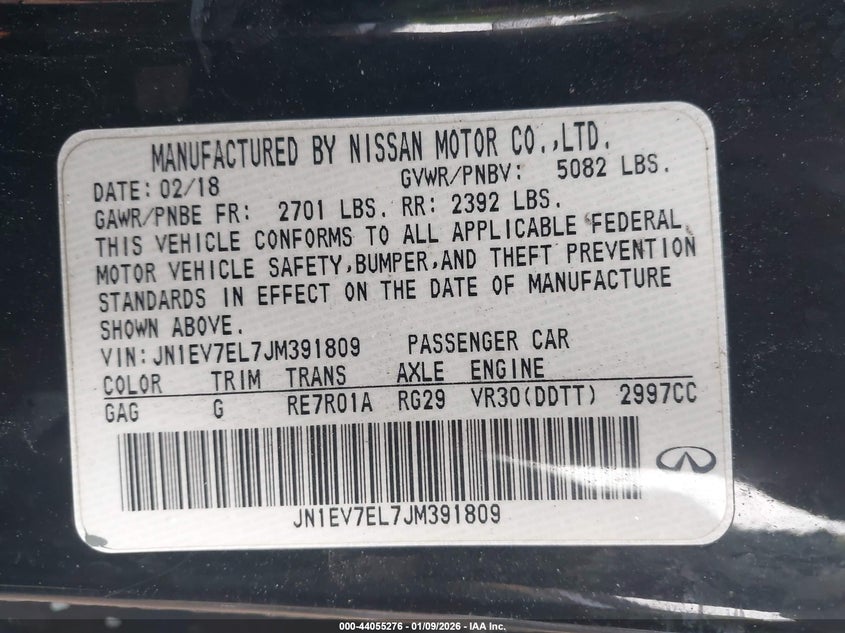 MANUFACTURED BY NISSAN MOTOR CO.,LTD.
DATE: 02/18 GVWR/PNBV: 5082 LBS.
GAWR/PNBE FR: 2701 LBS. RR: 2392 LBS.
THIS VEHICLE CONFORMS TO ALL APPLICABLE FEDERAL
MOTOR VEHICLE SAFETY,BUMPER,AND THEFT PREVENTION
STANDARDS IN EFFECT ON THE DATE OF MANUFACTURE
SHOWN ABOVE.
VIN:JN1EV7EL7JM391809 PASSENGER CAR
COLOR TRIM TRANS AXLE ENGINE
GAG G RE7R01A RG29 VR30(DDTT) 2997CC
JN1EV7EL7JM391809
000-44055276 - 01/09/2026 - IAA Inc.